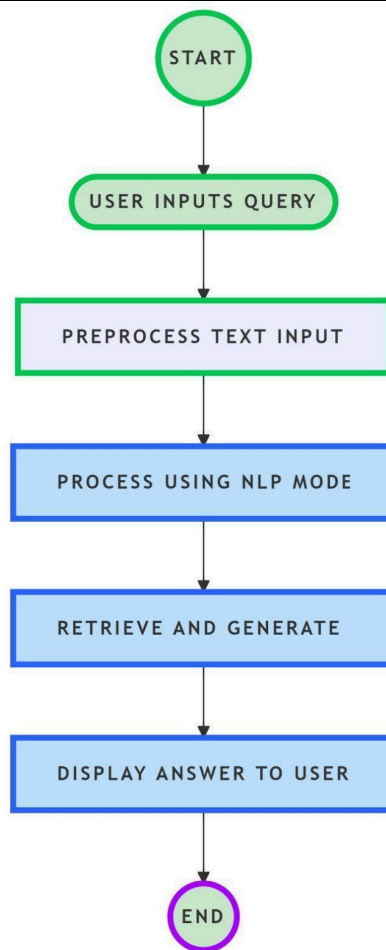 START
USER INPUTS QUERY
PREPROCESS TEXT INPUT
PROCESS USING NLP MODE
RETRIEVE AND GENERATE
DISPLAY ANSWER TO USER
END